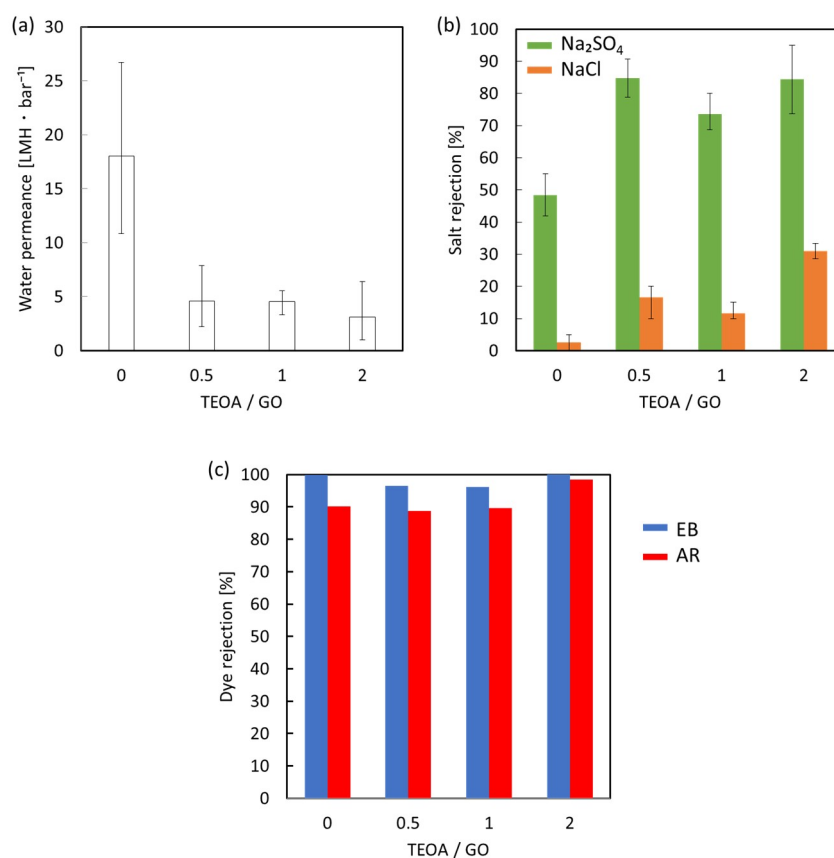 (a)
30
25
20
15
10
5
0
Water permeance [LMH・bar⁻¹]
0 0.5 1 2
TEOA / GO
(b)
100
90
80
70
60
50
40
30
20
10
0
Salt rejection [%]
Na₂SO₄
NaCl
0 0.5 1 2
TEOA / GO
(c)
100
90
80
70
60
50
40
30
20
10
0
Dye rejection [%]
EB
AR
0 0.5 1 2
TEOA / GO